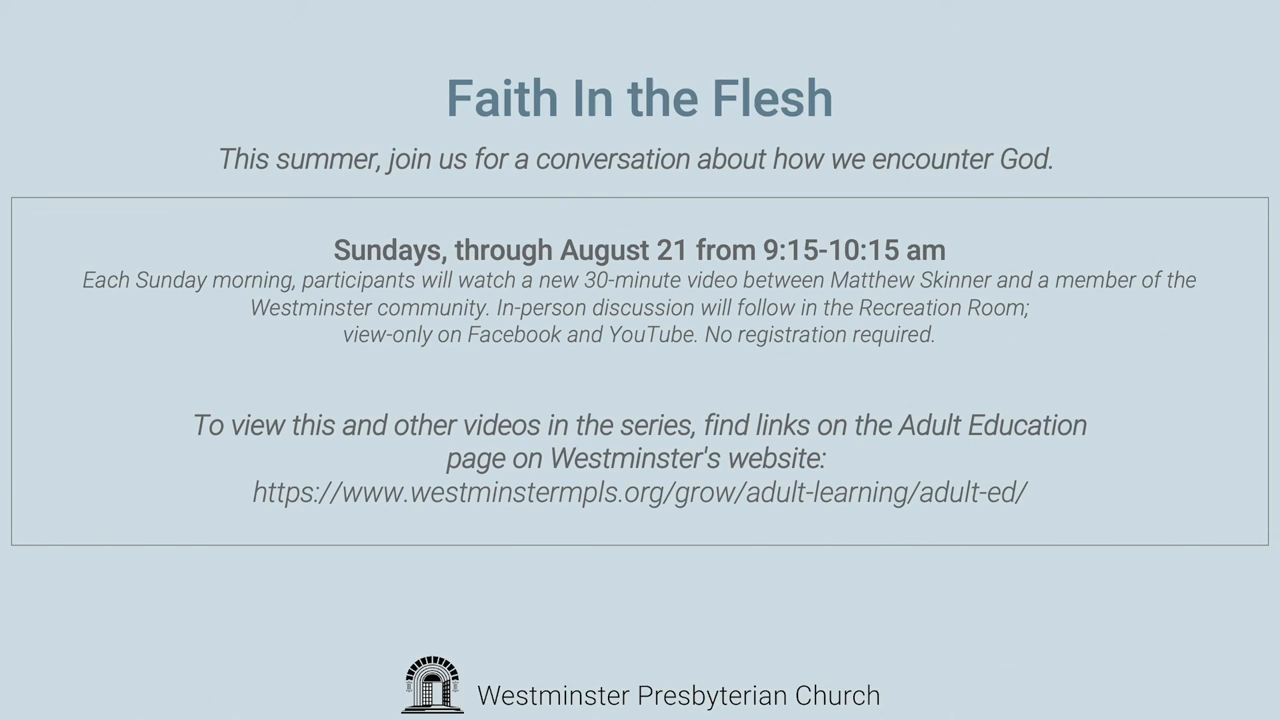 Faith In the Flesh
This summer, join us for a conversation about how we encounter God.
Sundays, through August 21 from 9:15-10:15 am
Each Sunday morning, participants will watch a new 30-minute video between Matthew Skinner and a member of the
Westminster community. In-person discussion will follow in the Recreation Room;
view-only on Facebook and YouTube. No registration required.
To view this and other videos in the series, find links on the Adult Education
page on Westminster's website:
https://www.westminstermpls.org/grow/adult-learning/adult-ed/
Westminster Presbyterian Church